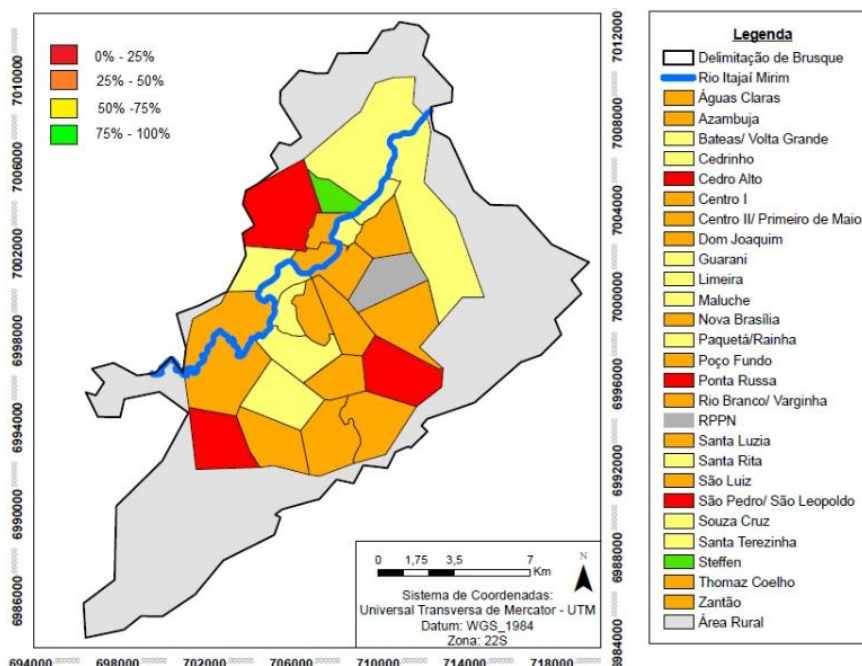 0% - 25%
25% - 50%
50% -75%
75% - 100%
7010000
7006000
7002000
6998000
6994000
6990000
6986000
7012000
7008000
7004000
7000000
6996000
6992000
6988000
6984000
694000
698000
702000
706000
710000
714000
718000
0 1,75 3,5 7
Km
N
Sistema de Coordenadas:
Universal Transversa de Mercator - UTM
Datum: WGS_1984
Zona: 22S
Legenda
Delimitação de Brusque
Rio Itajaí Mirim
Águas Claras
Azambuja
Bateas/ Volta Grande
Cedrinho
Cedro Alto
Centro I
Centro II/ Primeiro de Maio
Dom Joaquim
Guarani
Limeira
Maluche
Nova Brasília
Paquetá/Rainha
Poço Fundo
Ponta Russa
Rio Branco/ Varginha
RPPN
Santa Luzia
Santa Rita
São Luiz
São Pedro/ São Leopoldo
Souza Cruz
Santa Terezinha
Steffen
Thomaz Coelho
Zantão
Área Rural